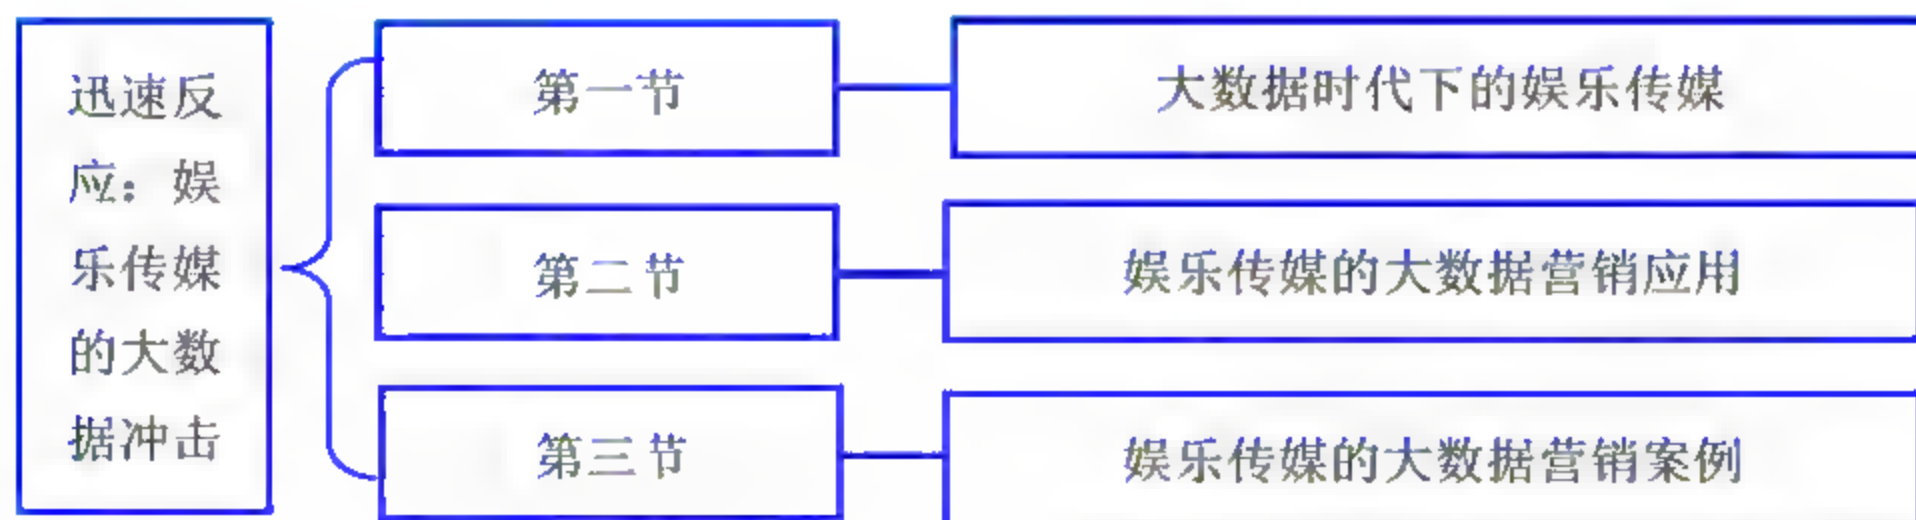 迅速反
应：娱
乐传媒
的大数
据冲击
第一节
大数据时代下的娱乐传媒
第二节
娱乐传媒的大数据营销应用
第三节
娱乐传媒的大数据营销案例